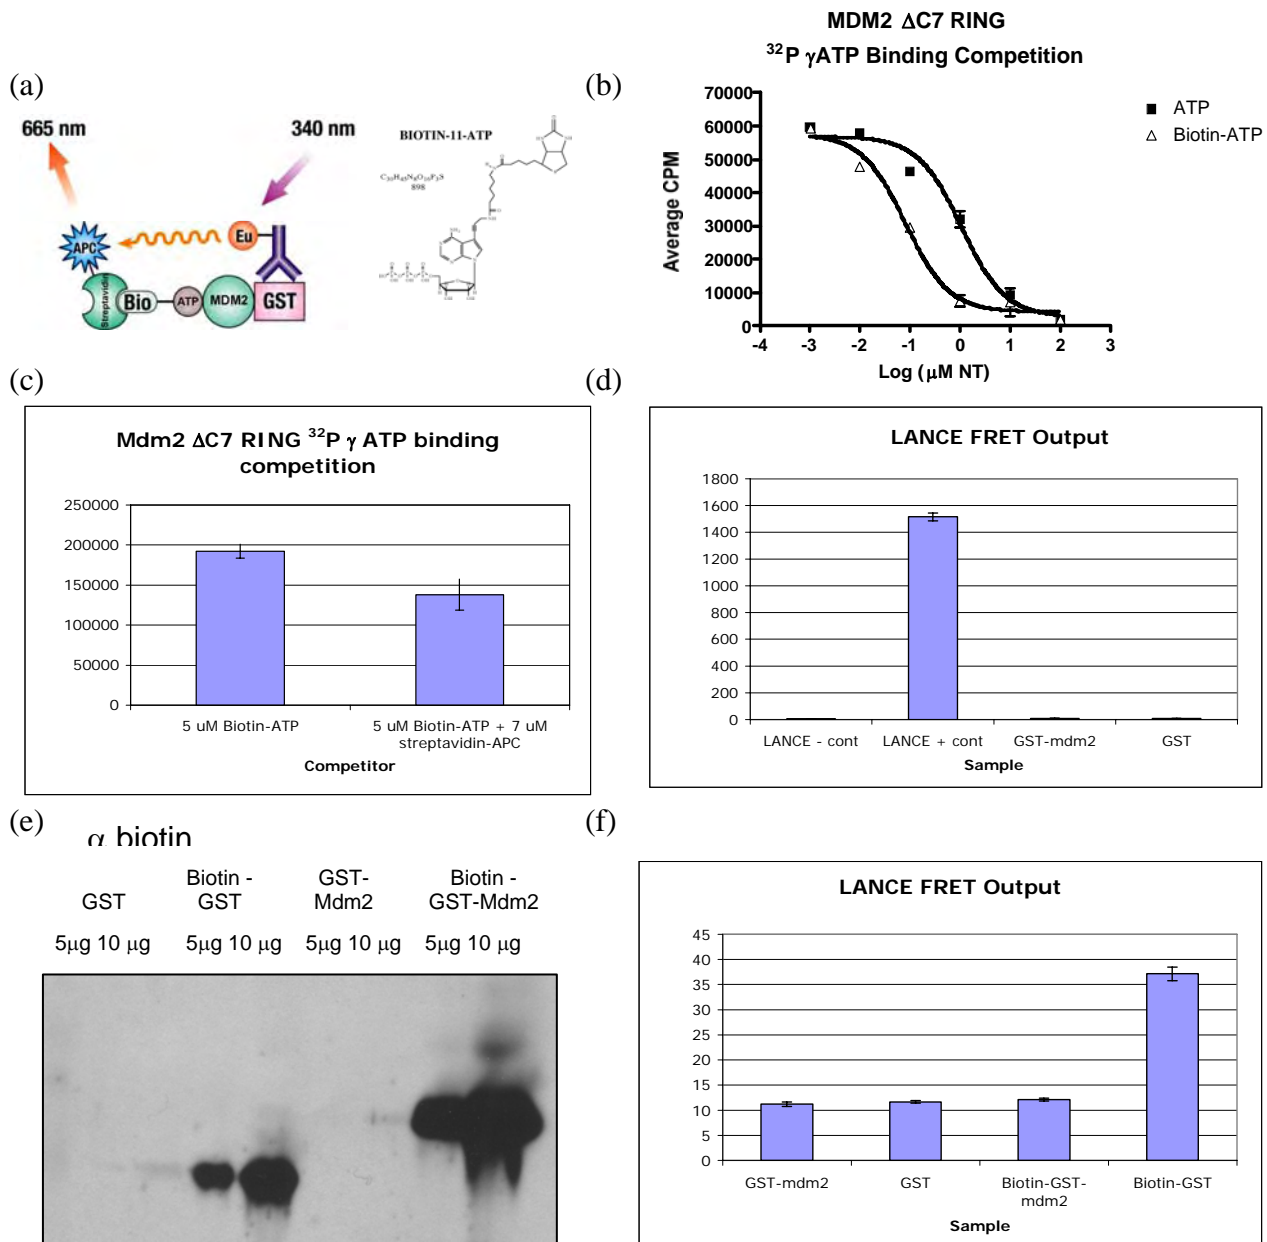 MDM2 ΔC7 RING
³²P γATP Binding Competition
(a)
(b)
665 nm
340 nm
BIOTIN-11-ATP
898
APC
Eu
Streptavidin
Bio
ATP
MDM2
GST
70000
60000
50000
40000
30000
20000
10000
0
Average CPM
-4 -3 -2 -1 0 1 2 3
Log (μM NT)
ATP
Biotin-ATP
(c)
(d)
Mdm2 ΔC7 RING ³²P γ ATP binding
competition
250000
200000
150000
100000
50000
0
5 uM Biotin-ATP
5 uM Biotin-ATP + 7 uM
streptavidin-APC
Competitor
LANCE FRET Output
1800
1600
1400
1200
1000
800
600
400
200
0
LANCE - cont LANCE + cont GST-mdm2 GST
Sample
(e)
(f)
α biotin
GST
Biotin -
GST
GST-
Mdm2
Biotin -
GST-Mdm2
5μg 10 μg 5μg 10 μg 5μg 10 μg 5μg 10 μg
LANCE FRET Output
45
40
35
30
25
20
15
10
5
0
GST-mdm2 GST Biotin-GST-
mdm2 Biotin-GST
Sample